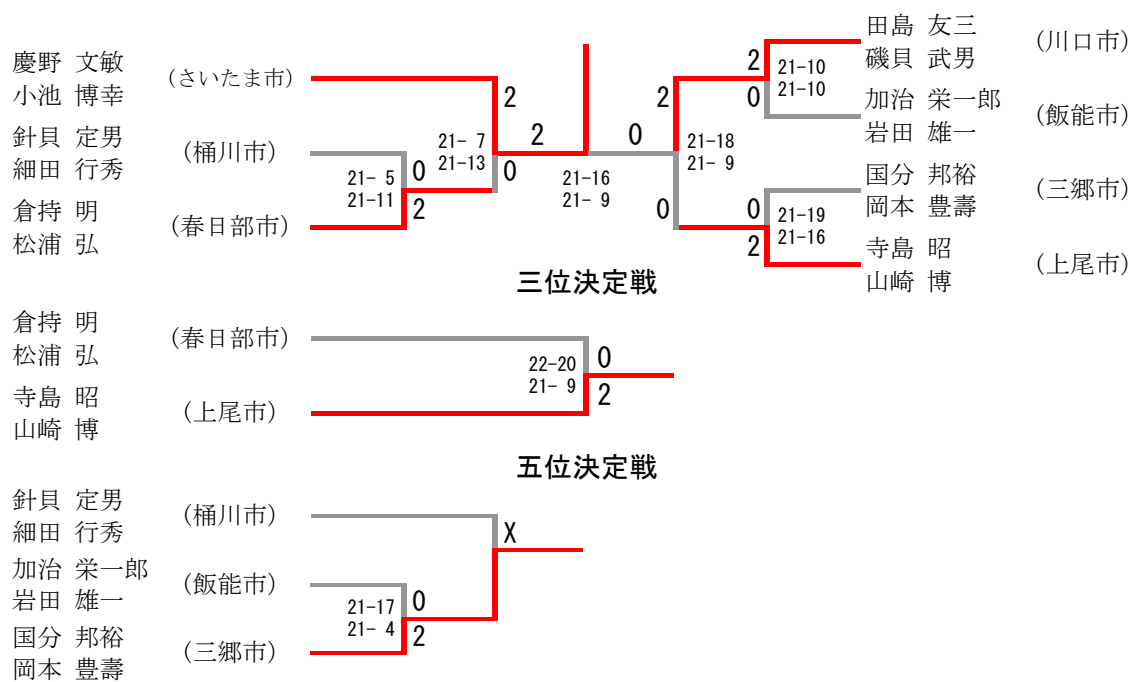 慶野 文敏
小池 博幸
(さいたま市)
針貝 定男
細田 行秀
(桶川市)
倉持 明
松浦 弘
(春日部市)
21- 5
21-11
0
2
21- 7
21-13
2
0
2
0
21-16
21- 9
2
0
21-18
21- 9
2
0
21-10
21-10
0
2
21-19
21-16
田島 友三
磯貝 武男
(川口市)
加治 栄一郎
岩田 雄一
(飯能市)
国分 邦裕
岡本 豊壽
(三郷市)
寺島 昭
山崎 博
(上尾市)
三位決定戦
倉持 明
松浦 弘
(春日部市)
寺島 昭
山崎 博
(上尾市)
22-20
21- 9
0
2
五位決定戦
針貝 定男
細田 行秀
(桶川市)
加治 栄一郎
岩田 雄一
(飯能市)
国分 邦裕
岡本 豊壽
(三郷市)
21-17
21- 4
0
2
X